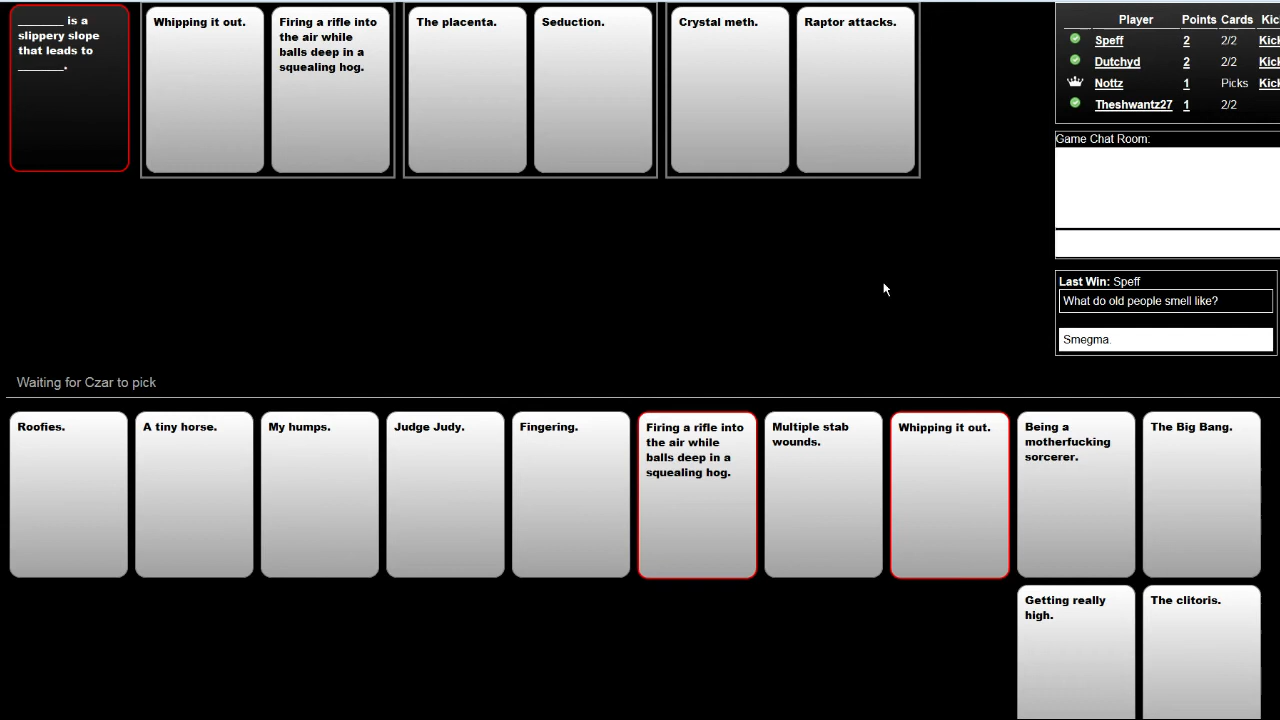 _______ is a
slippery slope
that leads to
_______.
Whipping it out.
Firing a rifle into
the air while
balls deep in a
squealing hog.
The placenta.
Seduction.
Crystal meth.
Raptor attacks.
Player Points Cards
Speff 2 2/2 Kick
Dutchyd 2 2/2 Kick
Nottz 1 Picks Kick
Theshwantz27 1 2/2
Game Chat Room:
Last Win: Speff
What do old people smell like?
Smegma.
Waiting for Czar to pick
Roofies.
A tiny horse.
My humps.
Judge Judy.
Fingering.
Firing a rifle into
the air while
balls deep in a
squealing hog.
Multiple stab
wounds.
Whipping it out.
Being a
motherfucking
sorcerer.
The Big Bang.
Getting really
high.
The clitoris.